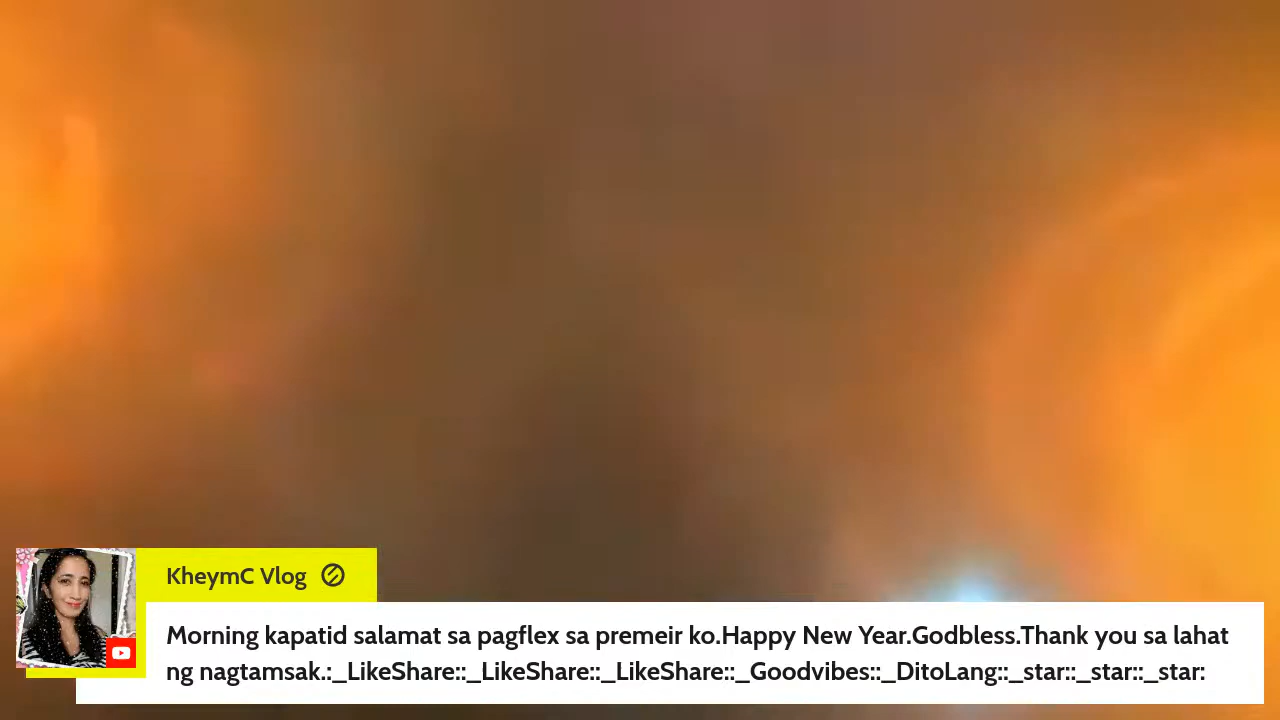 KheymC Vlog
Morning kapatid salamat sa pagflex sa premeir ko.Happy New Year.Godbless.Thank you sa lahat
ng nagtamsak.:_LikeShare::_LikeShare::_LikeShare::_Goodvibes::_DitoLang::_star::_star::_star: